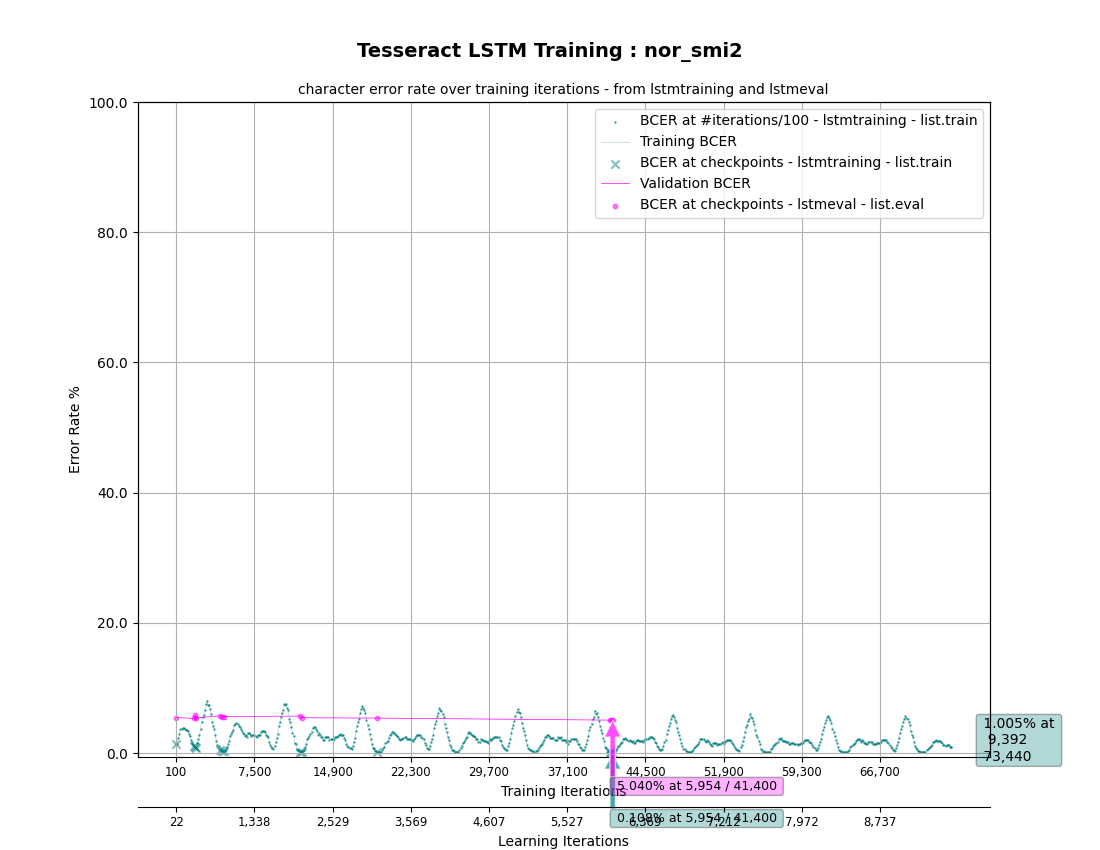 Tesseract LSTM Training : nor_smi2
character error rate over training iterations - from lstmtraining and lstmeval
100.0
80.0
60.0
40.0
20.0
0.0
Error Rate %
BCER at #iterations/100 - lstmtraining - list.train
Training BCER
BCER at checkpoints - lstmtraining - list.train
Validation BCER
BCER at checkpoints - lstmeval - list.eval
1.005% at
9,392
73,440
100 7,500 14,900 22,300 29,700 37,100 44,500 51,900 59,300 66,700
Training Iterations
5.040% at 5,954 / 41,400
0.108% at 5,954 / 41,400
22 1,338 2,529 3,569 4,607 5,527 6,369 7,212 7,972 8,737
Learning Iterations